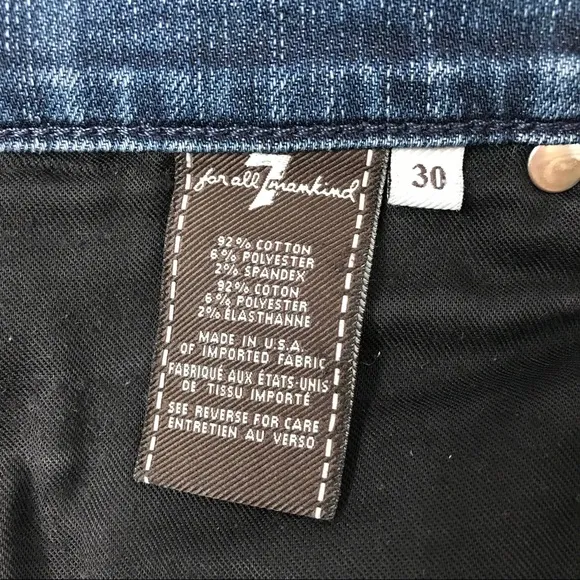 7
for all mankind
30
92% COTTON
6% POLYESTER
2% SPANDEX
92% COTON
6% POLYESTER
2% ÉLASTHANNE
MADE IN U.S.A.
OF IMPORTED FABRIC
FABRIQUÉ AUX ÉTATS-UNIS
DE TISSU IMPORTÉ
SEE REVERSE FOR CARE
ENTRETIEN AU VERSO